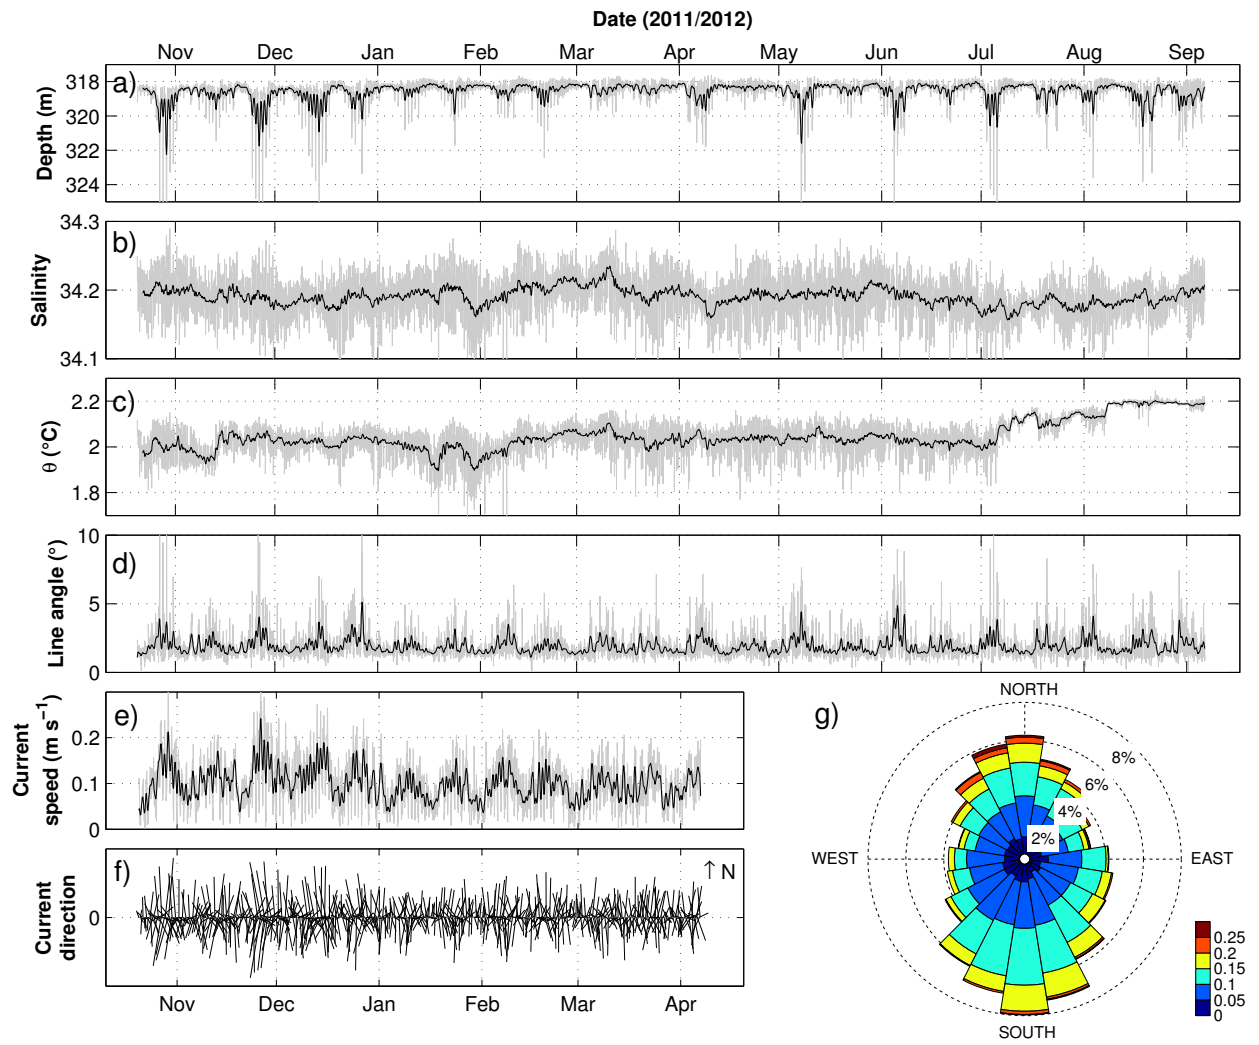 Date (2011/2012)
Nov Dec Jan Feb Mar Apr May Jun Jul Aug Sep
a)
Depth (m)
318
320
322
324
b)
Salinity
34.3
34.2
34.1
c)
θ (°C)
2.2
2
1.8
d)
Line angle (°)
10
5
0
e)
Current
speed (m s⁻¹)
0.2
0.1
0
f)
↑ N
Current
direction
0
Nov Dec Jan Feb Mar Apr
g)
NORTH
8%
6%
4%
2%
WEST
EAST
SOUTH
0.25
0.2
0.15
0.1
0.05
0